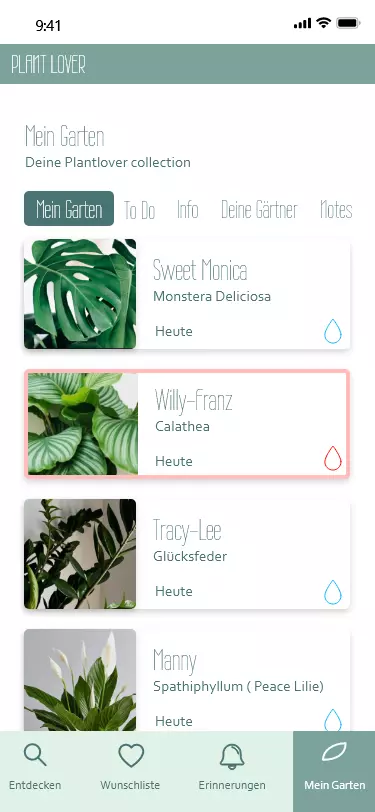 9:41
PLANT LOVER
Mein Garten
Deine Plantlover collection
Mein Garten To Do Info Deine Gärtner Notes
Sweet Monica
Monstera Deliciosa
Heute
Willy-Franz
Calathea
Heute
Tracy-Lee
Glücksfeder
Heute
Manny
Spathiphyllum ( Peace Lilie)
Heute
Entdecken Wunschliste Erinnerungen Mein Garten